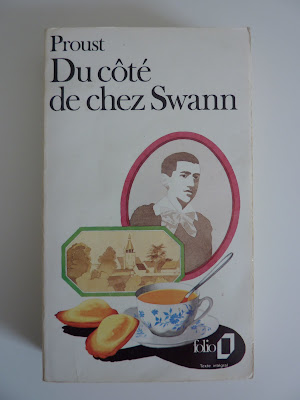 Proust
Du côté
de chez Swann
folio
Texte intégral